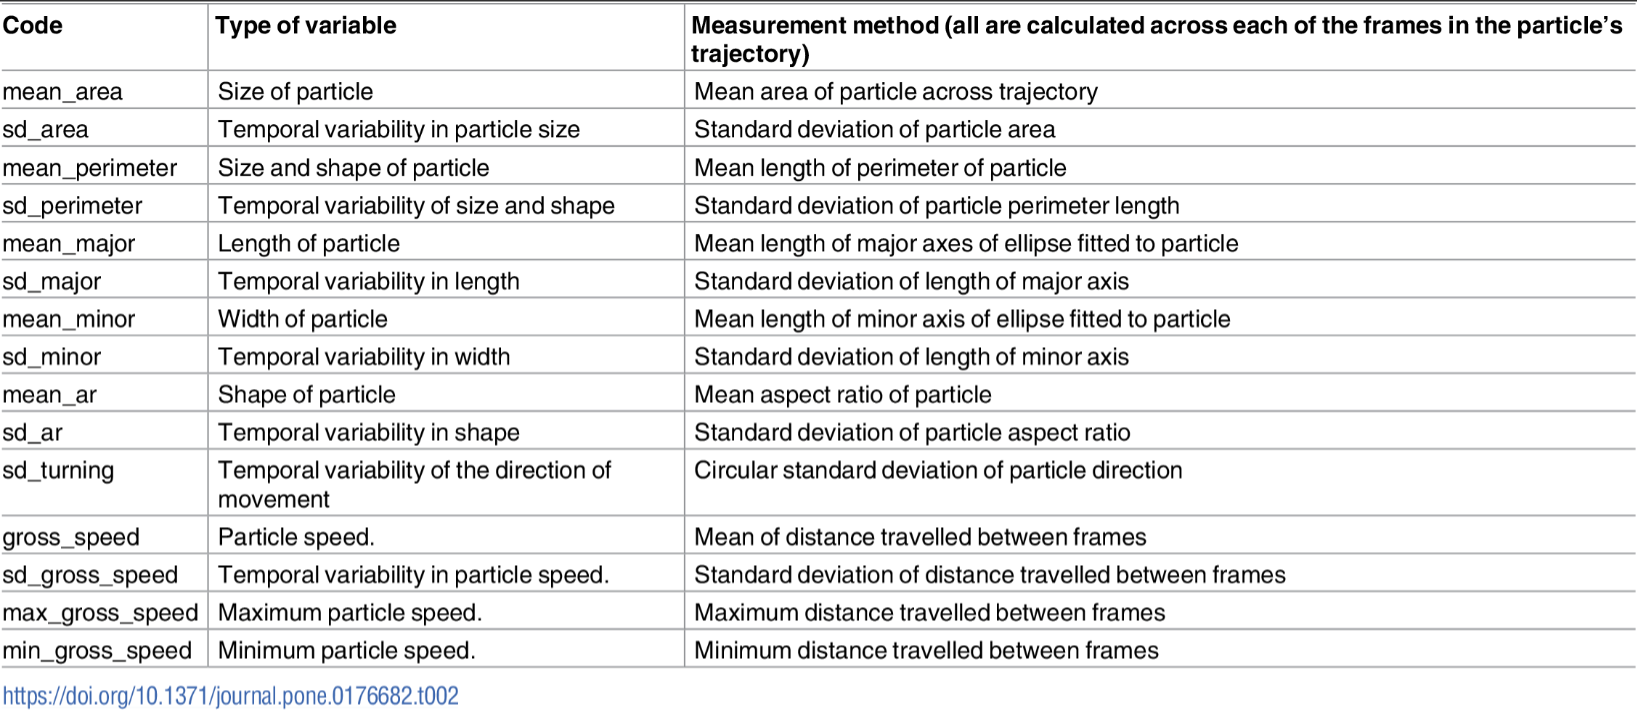 Code Type of variable Measurement method (all are calculated across each of the frames in the particle's
trajectory)
mean_area Size of particle Mean area of particle across trajectory
sd_area Temporal variability in particle size Standard deviation of particle area
mean_perimeter Size and shape of particle Mean length of perimeter of particle
sd_perimeter Temporal variability of size and shape Standard deviation of particle perimeter length
mean_major Length of particle Mean length of major axes of ellipse fitted to particle
sd_major Temporal variability in length Standard deviation of length of major axis
mean_minor Width of particle Mean length of minor axis of ellipse fitted to particle
sd_minor Temporal variability in width Standard deviation of length of minor axis
mean_ar Shape of particle Mean aspect ratio of particle
sd_ar Temporal variability in shape Standard deviation of particle aspect ratio
sd_turning Temporal variability of the direction of Circular standard deviation of particle direction
movement
gross_speed Particle speed. Mean of distance travelled between frames
sd_gross_speed Temporal variability in particle speed. Standard deviation of distance travelled between frames
max_gross_speed Maximum particle speed. Maximum distance travelled between frames
min_gross_speed Minimum particle speed. Minimum distance travelled between frames
https://doi.org/10.1371/journal.pone.0176682.t002